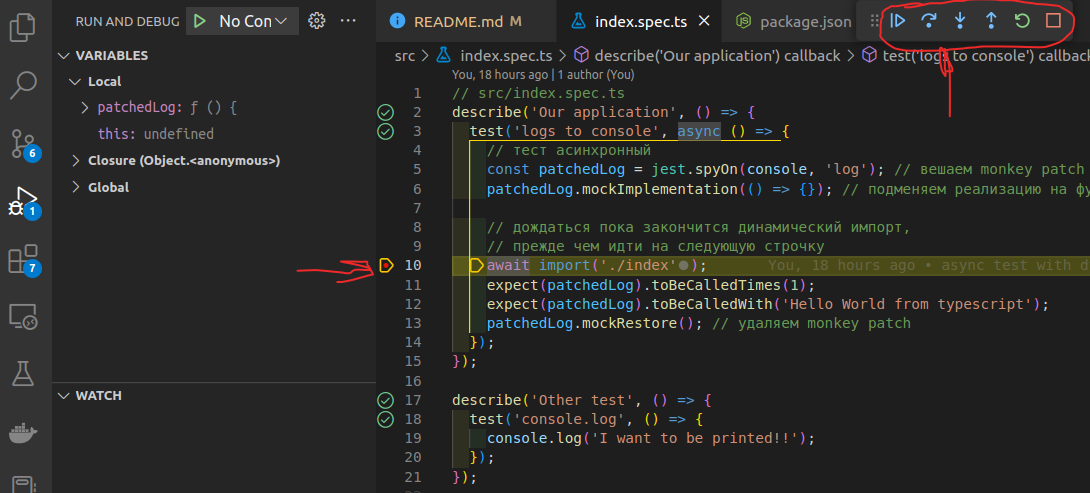 RUN AND DEBUG
No Con
README.md M
index.spec.ts
package.json
src > index.spec.ts > describe('Our application') callback > test('logs to console') callback
VARIABLES
Local
patchedLog: ƒ () {
this: undefined
Closure (Object.<anonymous>)
Global
WATCH
6
1
7
You, 18 hours ago | 1 author (You)
1 // src/index.spec.ts
2 describe('Our application', () => {
3 test('logs to console', async () => {
4 // тест асинхронный
5 const patchedLog = jest.spyOn(console, 'log'); // вешаем monkey patch
6 patchedLog.mockImplementation(() => {}); // подменяем реализацию на фу
7
8 // дождаться пока закончится динамический импорт,
9 // прежде чем идти на следующую строчку
10 await import('./index'); You, 18 hours ago • async test with d
11 expect(patchedLog).toBeCalledTimes(1);
12 expect(patchedLog).toBeCalledWith('Hello World from typescript');
13 patchedLog.mockRestore(); // удаляем monkey patch
14 });
15 });
16
17 describe('Other test', () => {
18 test('console.log', () => {
19 console.log('I want to be printed!!');
20 });
21 });